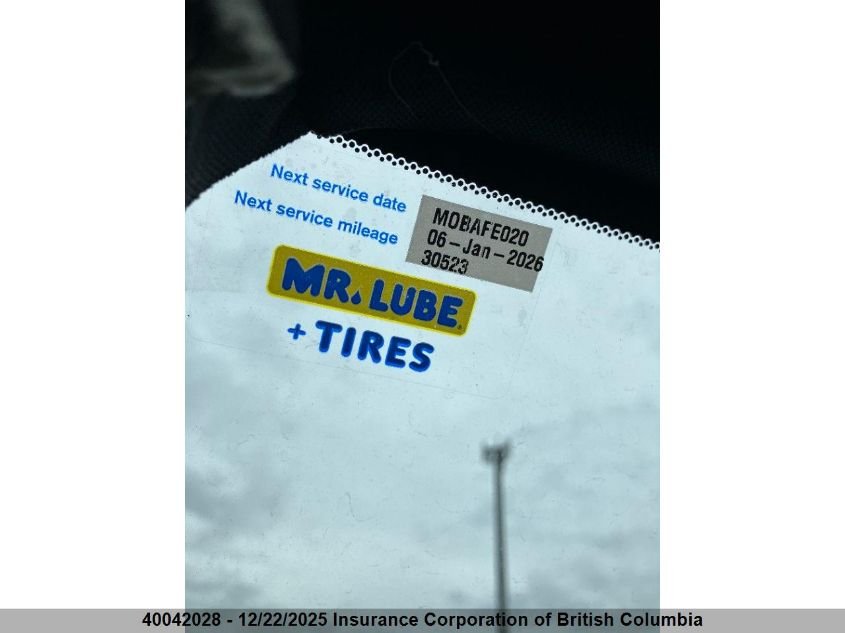 Next service date
Next service mileage
MOBAFE020
06-Jan-2026
30523
MR. LUBE
+ TIRES
40042028 - 12/22/2025 Insurance Corporation of British Columbia